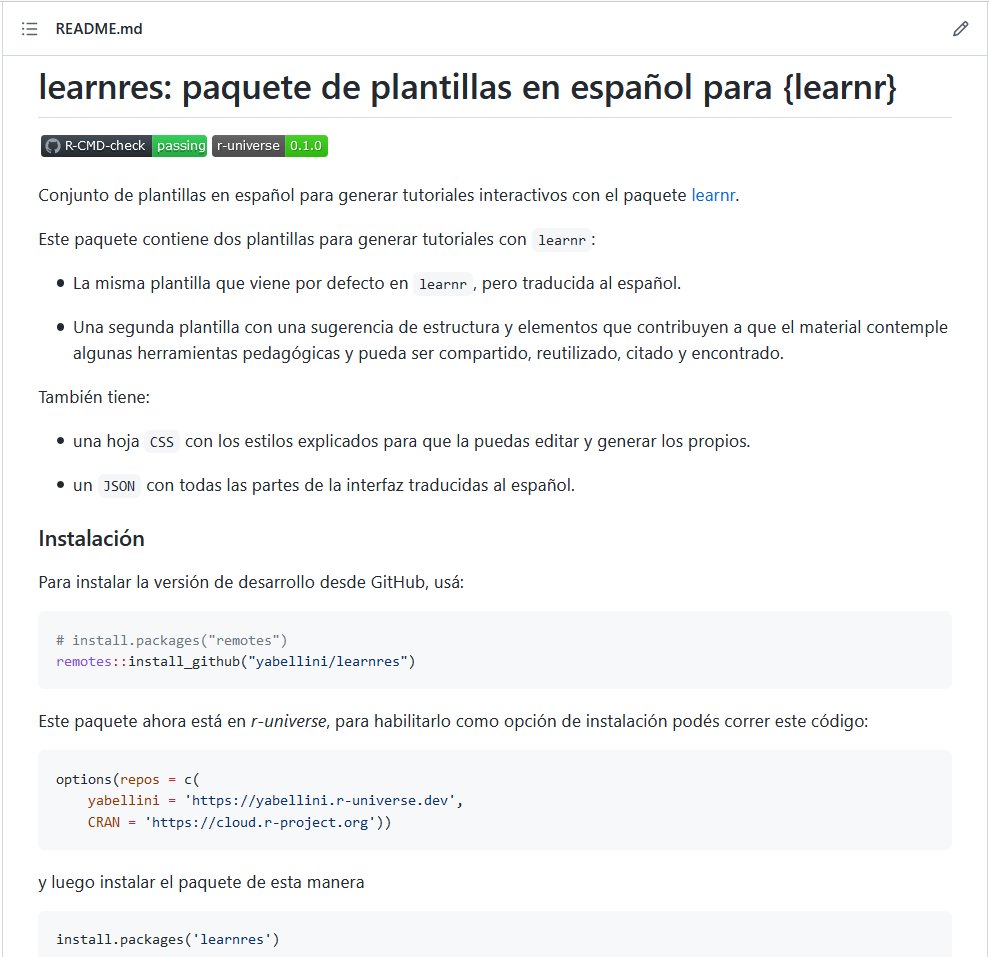 README.md
learnres: paquete de plantillas en español para {learnr}
R-CMD-check passing r-universe 0.1.0
Conjunto de plantillas en español para generar tutoriales interactivos con el paquete learnr.
Este paquete contiene dos plantillas para generar tutoriales con learnr:
La misma plantilla que viene por defecto en learnr, pero traducida al español.
Una segunda plantilla con una sugerencia de estructura y elementos que contribuyen a que el material contemple
algunas herramientas pedagógicas y pueda ser compartido, reutilizado, citado y encontrado.
También tiene:
una hoja CSS con los estilos explicados para que la puedas editar y generar los propios.
un JSON con todas las partes de la interfaz traducidas al español.
Instalación
Para instalar la versión de desarrollo desde GitHub, usá:
# install.packages("remotes")
remotes::install_github("yabellini/learnres")
Este paquete ahora está en r-universe, para habilitarlo como opción de instalación podés correr este código:
options(repos = c(
    yabellini = 'https://yabellini.r-universe.dev',
    CRAN = 'https://cloud.r-project.org'))
y luego instalar el paquete de esta manera
install.packages('learnres')